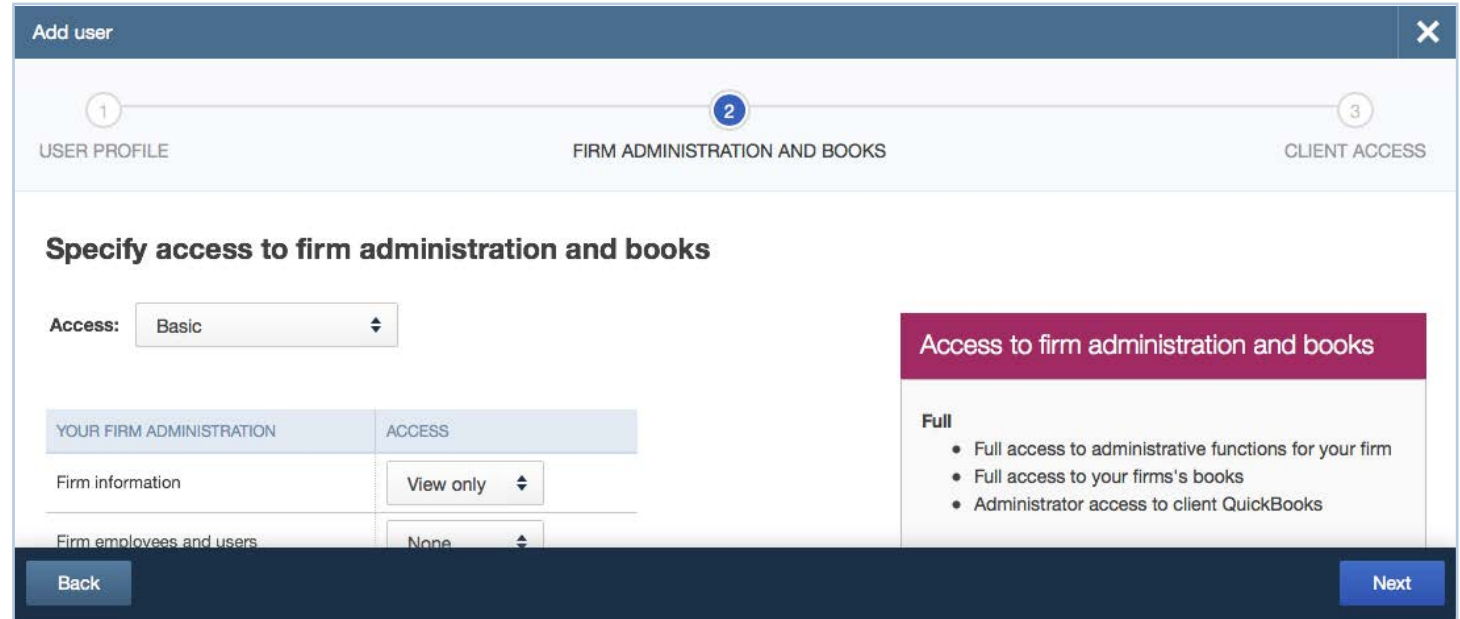 Add user
1
2
3
USER PROFILE
FIRM ADMINISTRATION AND BOOKS
CLIENT ACCESS
Specify access to firm administration and books
Access: Basic
Access to firm administration and books
YOUR FIRM ADMINISTRATION ACCESS
Firm information View only
Firm employees and users None
Full
• Full access to administrative functions for your firm
• Full access to your firms's books
• Administrator access to client QuickBooks
Back
Next